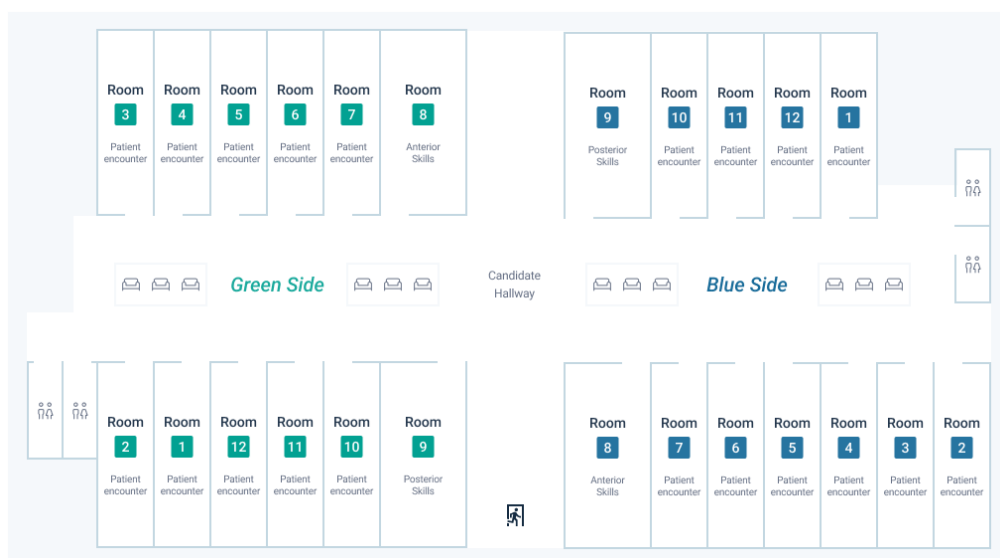 Room Room Room Room Room Room
3 4 5 6 7 8
Patient Patient Patient Patient Patient Anterior
encounter encounter encounter encounter encounter Skills
Room Room Room Room Room
9 10 11 12 1
Posterior Patient Patient Patient Patient
Skills encounter encounter encounter encounter
Green Side
Candidate
Hallway
Blue Side
Room Room Room Room Room Room
2 1 12 11 10 9
Patient Patient Patient Patient Patient Posterior
encounter encounter encounter encounter encounter Skills
Room Room Room Room Room Room Room
8 7 6 5 4 3 2
Anterior Patient Patient Patient Patient Patient Patient
Skills encounter encounter encounter encounter encounter encounter